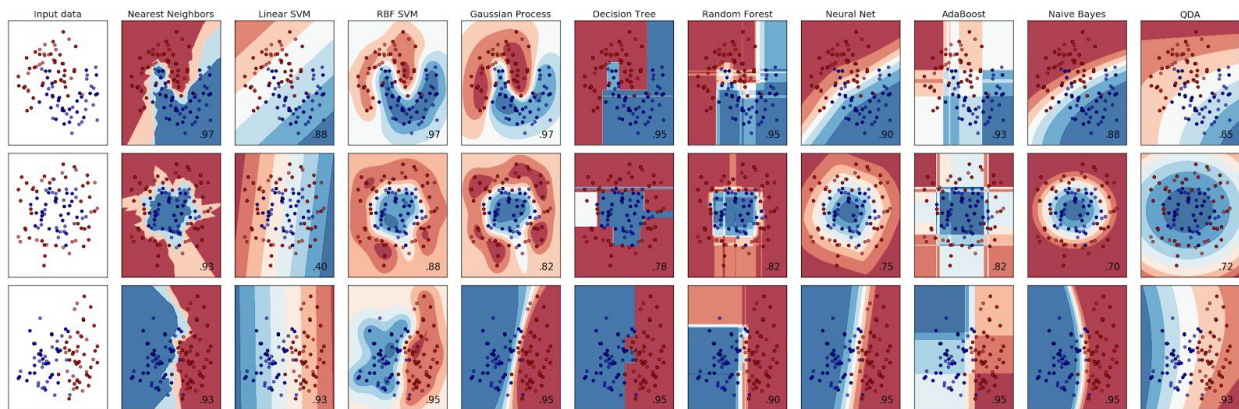 Input data Nearest Neighbors Linear SVM RBF SVM Gaussian Process Decision Tree Random Forest Neural Net AdaBoost Naive Bayes QDA
.97 .88 .97 .97 .95 .95 .90 .93 .88 .85
.93 .40 .88 .82 .78 .82 .75 .82 .70 .72
.93 .93 .95 .95 .95 .90 .95 .95 .95 .93